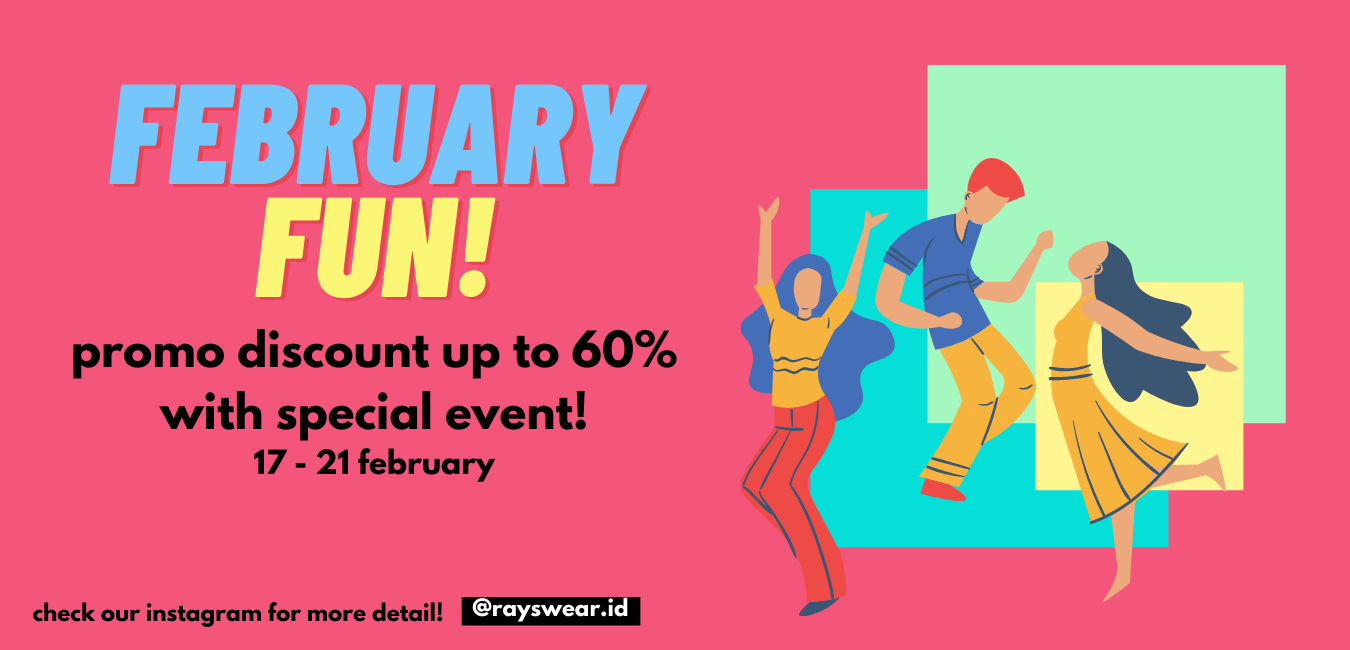 FEBRUARY
FUN!
promo discount up to 60%
with special event!
17 - 21 february
check our instagram for more detail! @rayswear.id